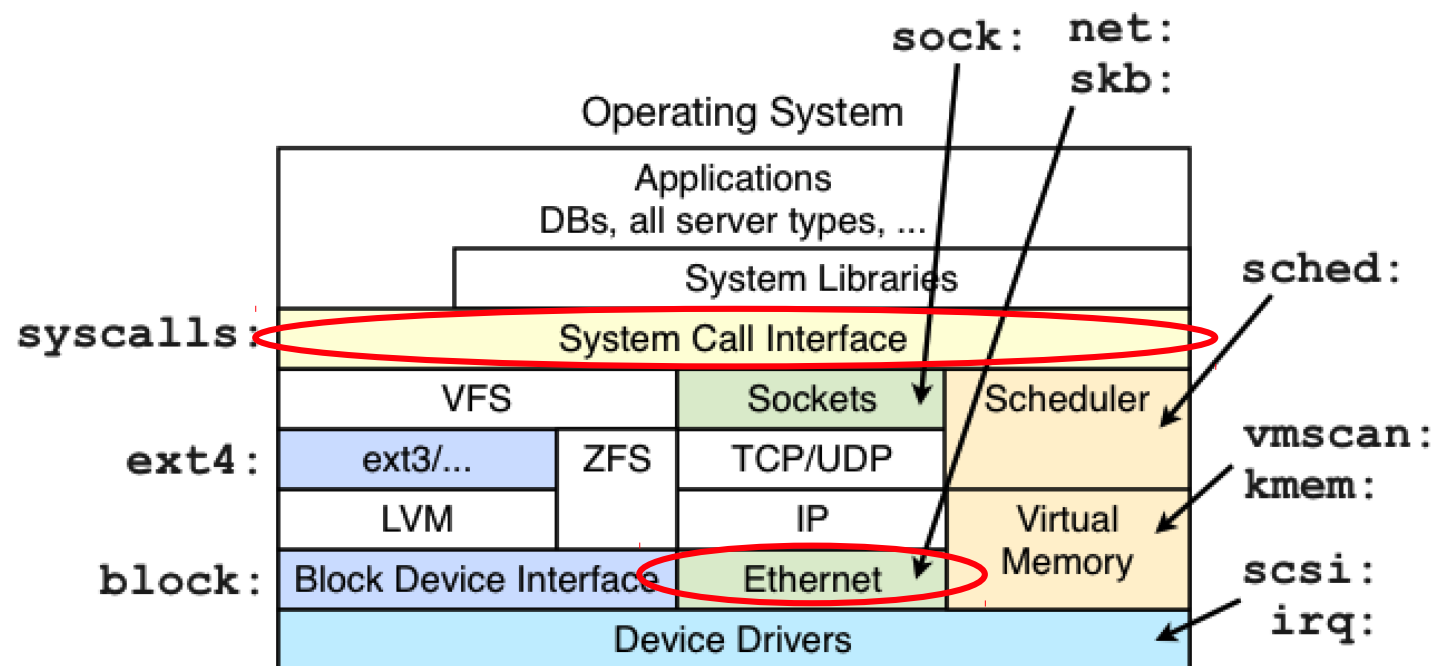 sock:
net:
skb:
Operating System
Applications
DBs, all server types, ...
System Libraries
sched:
syscalls:
System Call Interface
VFS
Sockets
Scheduler
ext4:
ext3/...
ZFS
TCP/UDP
vmscan:
kmem:
LVM
IP
Virtual
Memory
block:
Block Device Interface
Ethernet
scsi:
irq:
Device Drivers